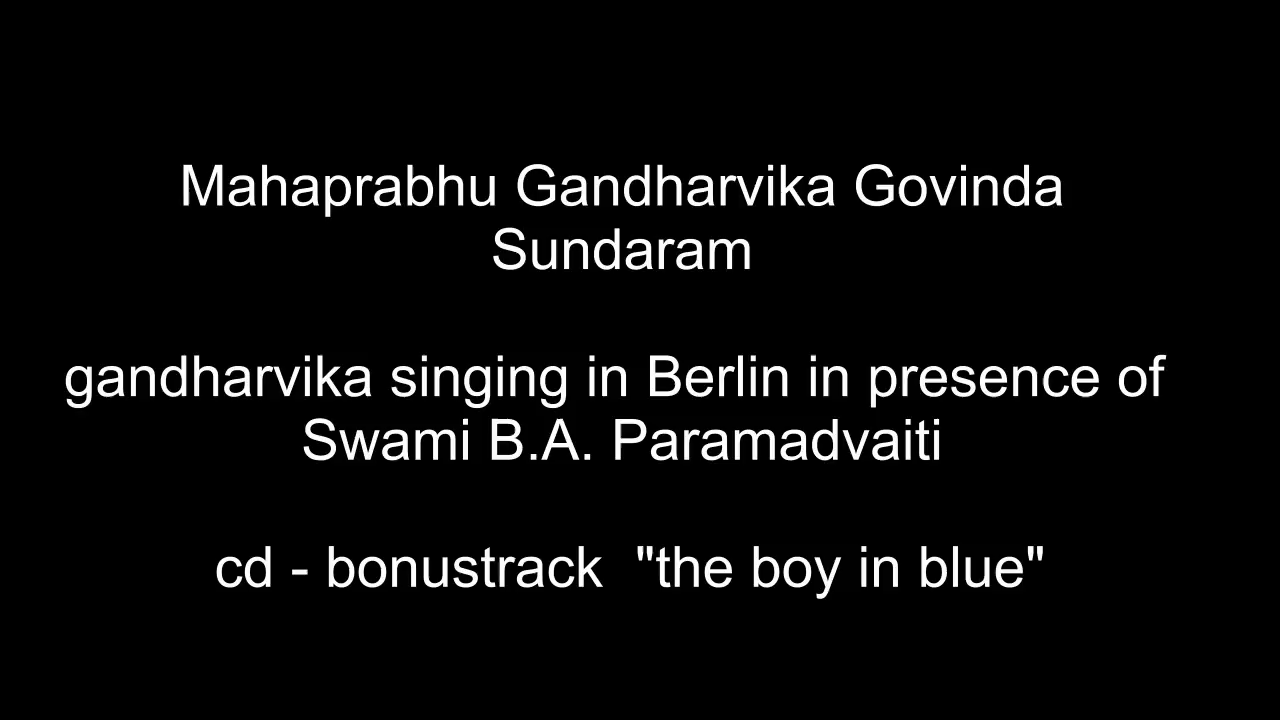 Mahaprabhu Gandharvika Govinda
Sundaram
gandharvika singing in Berlin in presence of
Swami B.A. Paramadvaiti
cd - bonustrack  "the boy in blue"